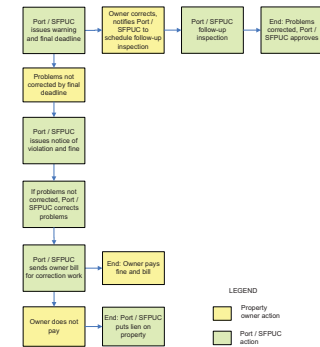 Port / SFPUC
issues warning
and final deadline
Owner corrects,
notifies Port /
SFPUC to
schedule follow-up
inspection
Port / SFPUC
follow-up
inspection
End: Problems
corrected, Port /
SFPUC approves
Problems not
corrected by final
deadline
Port / SFPUC
issues notice of
violation and fine
If problems not
corrected, Port /
SFPUC corrects
problems
Port / SFPUC
sends owner bill
for correction work
End: Owner pays
fine and bill
Owner does not
pay
End: Port / SFPUC
puts lien on
property
LEGEND
Property
owner action
Port / SFPUC
action